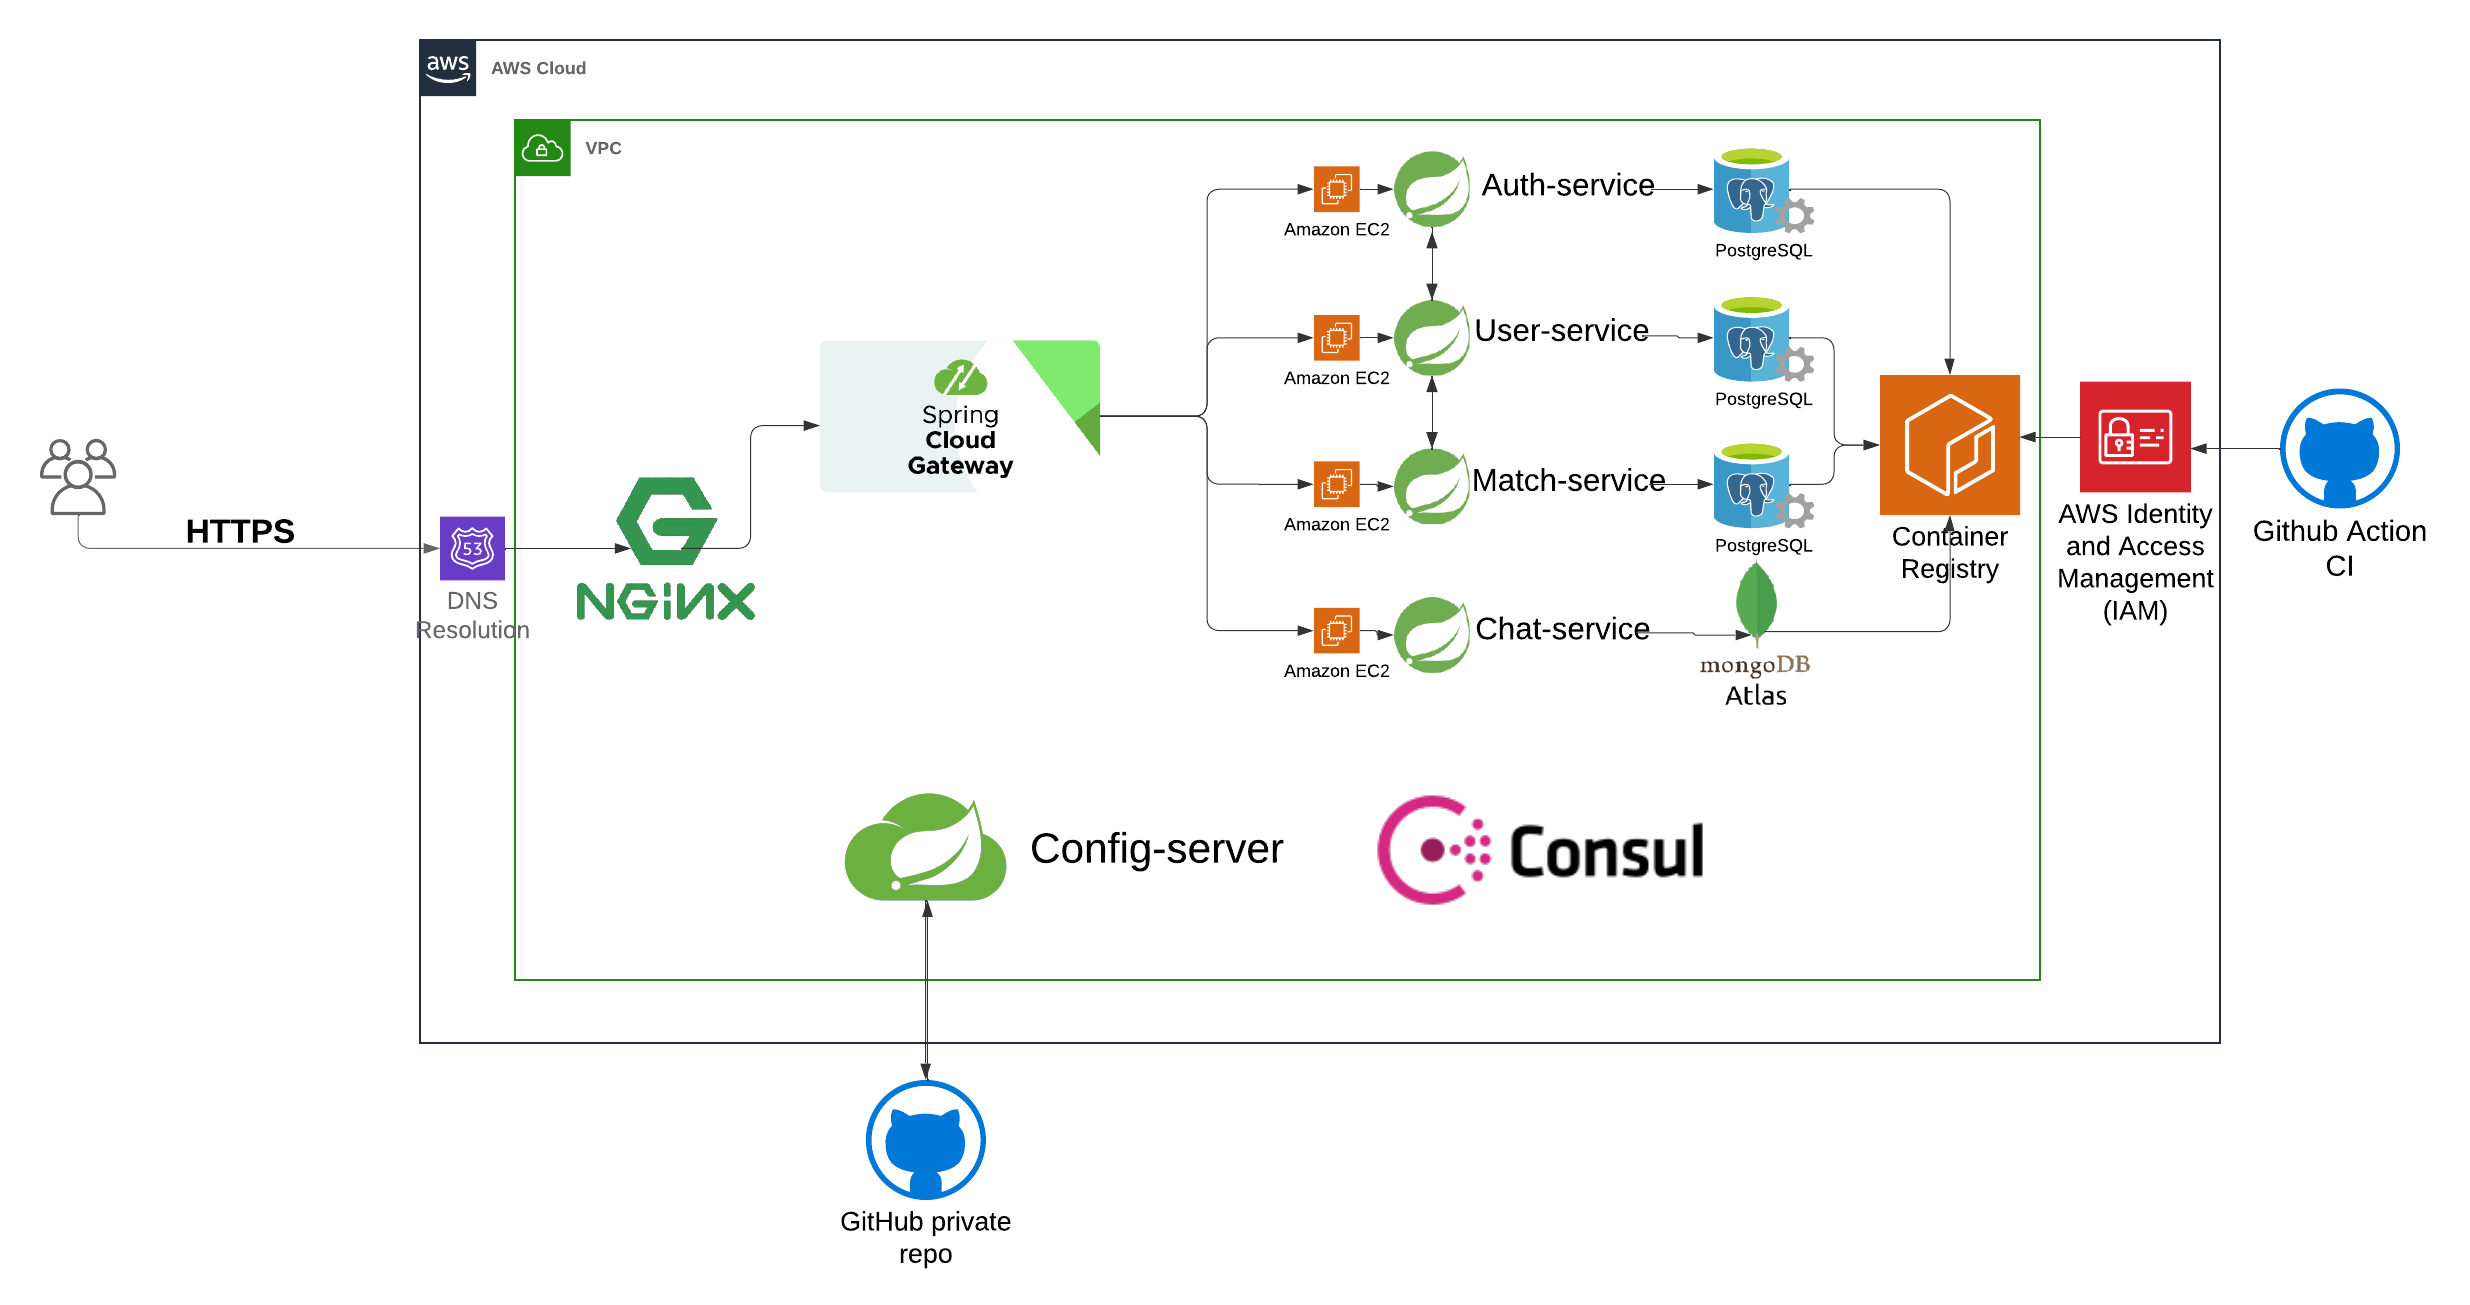 aws
AWS Cloud
VPC
Auth-service
Amazon EC2
PostgreSQL
User-service
Amazon EC2
PostgreSQL
Spring
Cloud
Gateway
Match-service
Amazon EC2
PostgreSQL
Container
Registry
AWS Identity
and Access
Management
(IAM)
Github Action
CI
HTTPS
53
DNS
Resolution
NGINX
Chat-service
Amazon EC2
mongoDB
Atlas
Config-server
Consul
GitHub private
repo